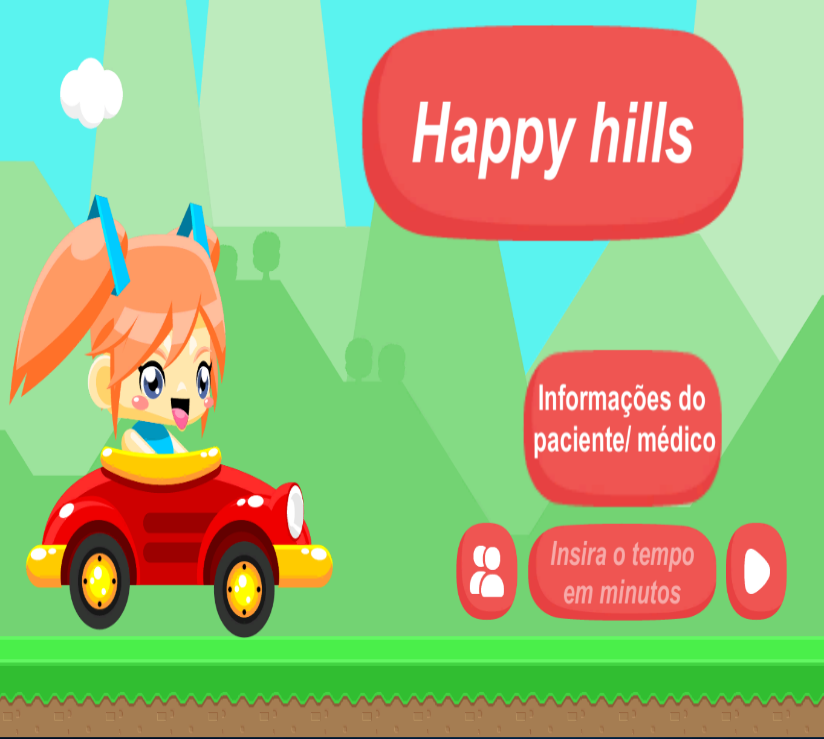 Happy hills
Informações do
paciente/ médico
Insira o tempo
em minutos